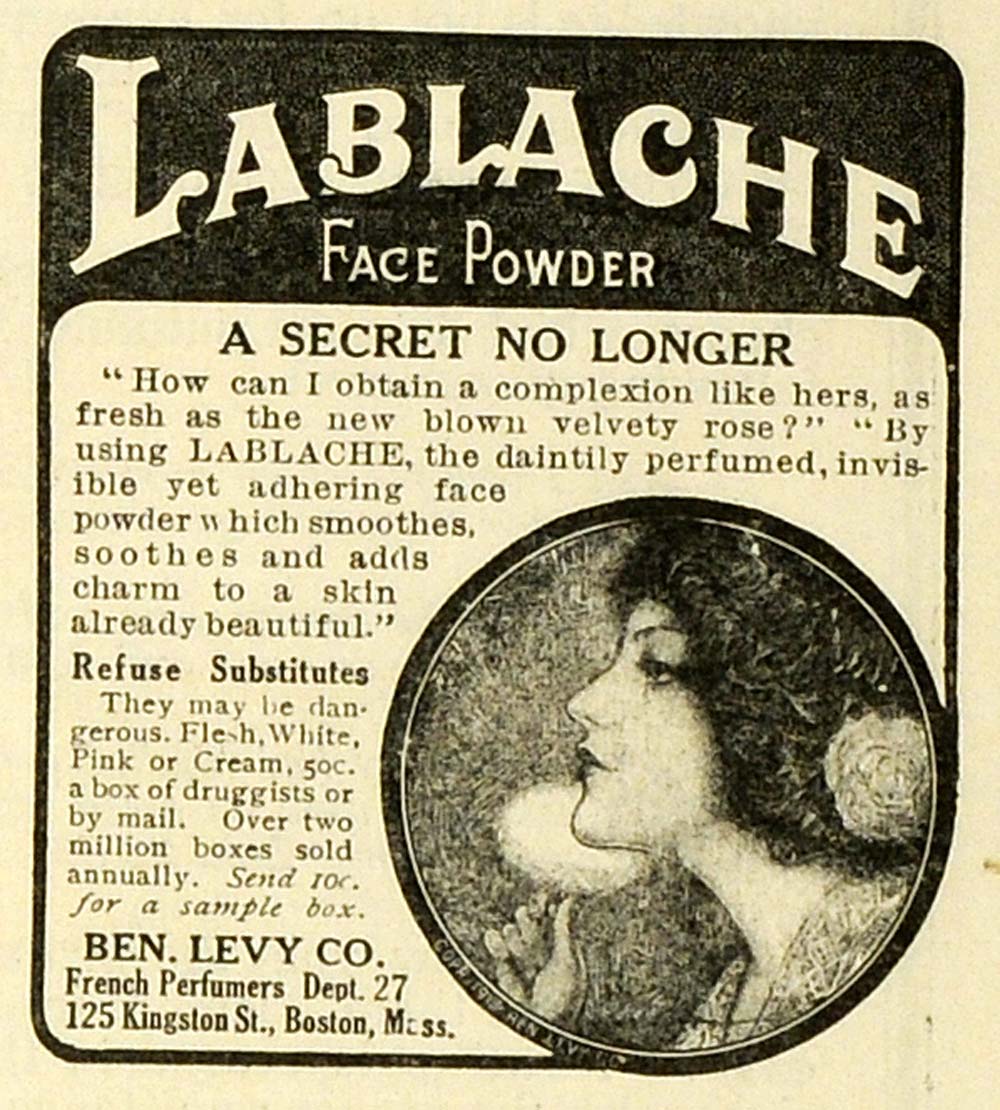 LABLACHE
FACE POWDER
A SECRET NO LONGER
“How can I obtain a complexion like hers, as
fresh as the new blown velvety rose?” “By
using LABLACHE, the daintily perfumed, invis-
ible yet adhering face
powder which smoothes,
soothes and adds
charm to a skin
already beautiful.”
Refuse Substitutes
They may be dan-
gerous. Flesh, White,
Pink or Cream, 50c.
a box of druggists or
by mail. Over two
million boxes sold
annually. Send 10c.
for a sample box.
BEN. LEVY CO.
French Perfumers Dept. 27
125 Kingston St., Boston, Mass.
BEN LEVY CO